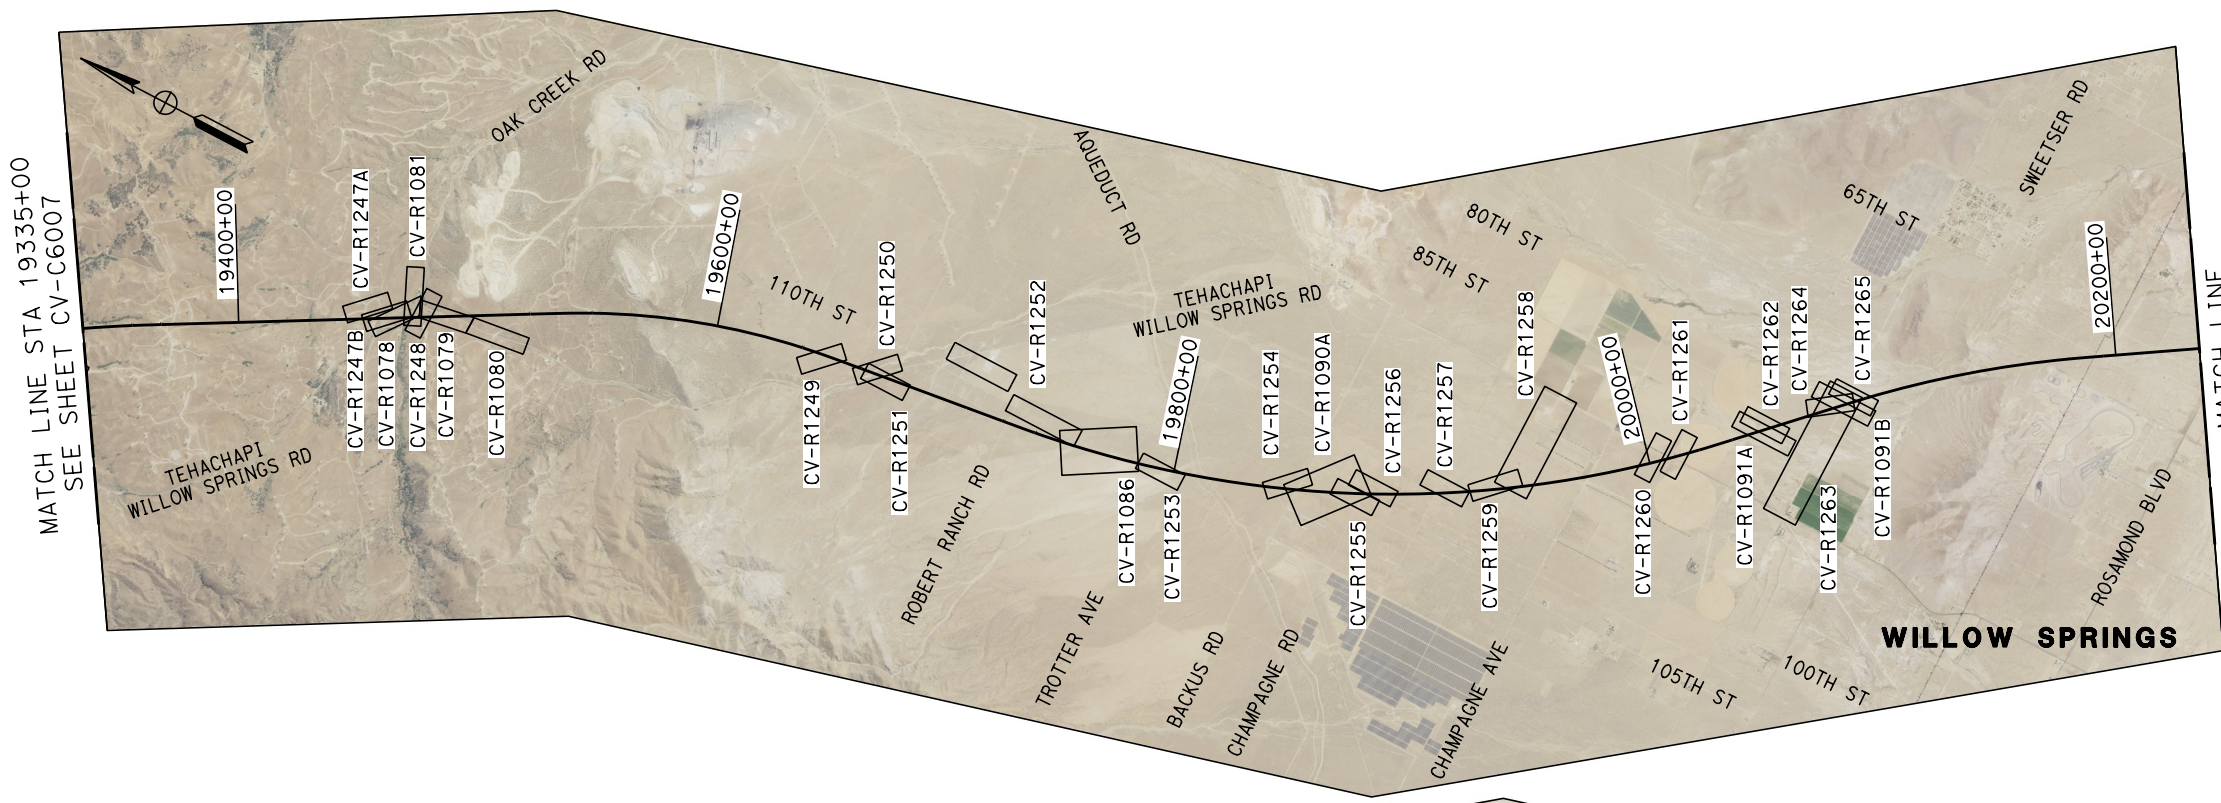 MATCH LINE STA 19335+00
SEE SHEET CV-C6007
OAK CREEK RD
19400+00
CV-R1247A
CV-R1081
CV-R1247B
CV-R1078
CV-R1248
CV-R1079
CV-R1080
TEHACHAPI
WILLOW SPRINGS RD
19600+00
110TH ST
CV-R1249
CV-R1250
CV-R1251
CV-R1252
AQUEDUCT RD
TEHACHAPI
WILLOW SPRINGS RD
19800+00
ROBERT RANCH RD
CV-R1086
CV-R1253
TROTTER AVE
BACKUS RD
CHAMPAGNE RD
CV-R1254
CV-R1090A
CV-R1255
CV-R1256
CV-R1257
CV-R1258
CV-R1259
CHAMPAGNE AVE
80TH ST
85TH ST
20000+00
CV-R1260
CV-R1261
CV-R1091A
CV-R1262
CV-R1264
CV-R1263
CV-R1265
CV-R1091B
65TH ST
SWEETSER RD
20200+00
105TH ST
100TH ST
ROSAMOND BLVD
WILLOW SPRINGS
MATCH LINE